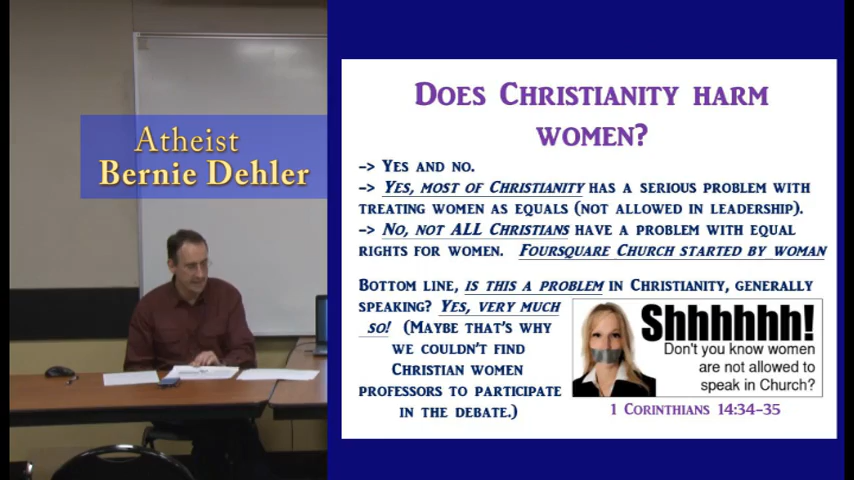 Atheist
Bernie Dehler
Does Christianity harm
women?
-> Yes and no.
-> Yes, most of Christianity has a serious problem with
treating women as equals (not allowed in leadership).
-> No, not ALL Christians have a problem with equal
rights for women. Foursquare Church started by woman
Bottom line, is this a problem in Christianity, generally
speaking? Yes, very much
so! (Maybe that's why
we couldn't find
Christian women
professors to participate
in the debate.)
Shhhhhh!
Don't you know women
are not allowed to
speak in Church?
1 Corinthians 14:34-35